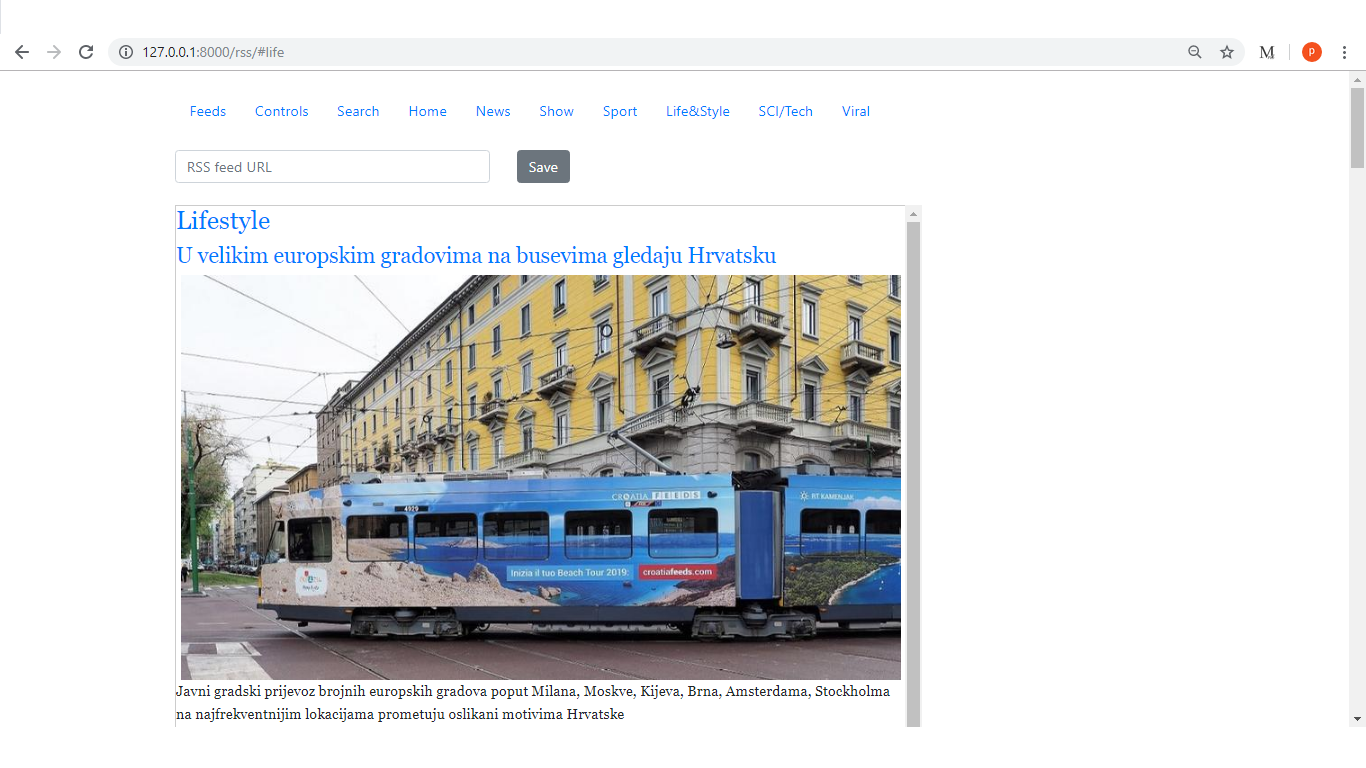 127.0.0.1:8000/rss/#life
M
P
Feeds Controls Search Home News Show Sport Life&Style SCI/Tech Viral
RSS feed URL
Save
Lifestyle
U velikim europskim gradovima na busevima gledaju Hrvatsku
CROATIA FEEDS
RT KAMENJAK
4929
Inizia il tuo Beach Tour 2019: croatiafeeds.com
Javni gradski prijevoz brojnih europskih gradova poput Milana, Moskve, Kijeva, Brna, Amsterdama, Stockholma
na najfrekventnijim lokacijama prometuju oslikani motivima Hrvatske